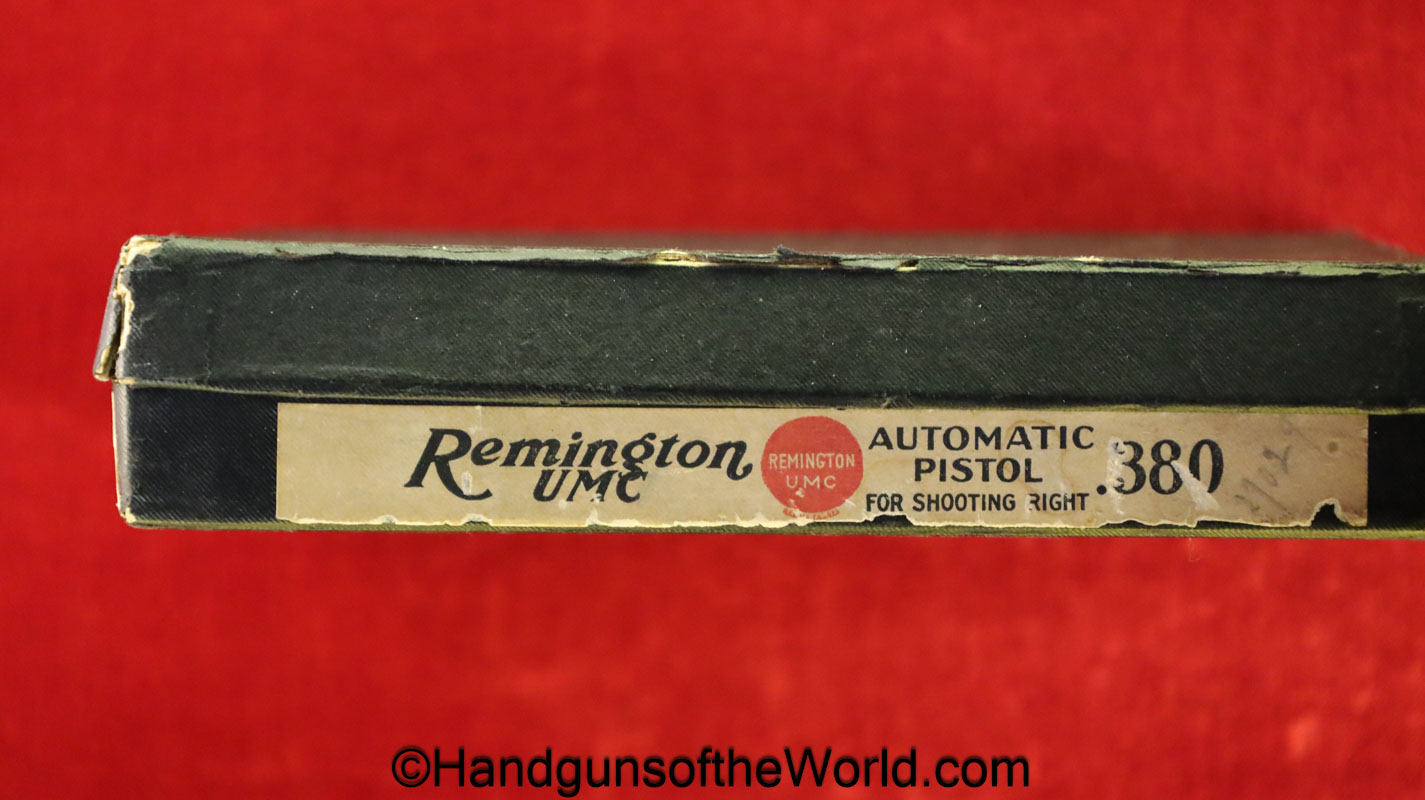 Remington
UMC
REMINGTON
UMC
AUTOMATIC
PISTOL
FOR SHOOTING RIGHT
.380
©HandgunsoftheWorld.com